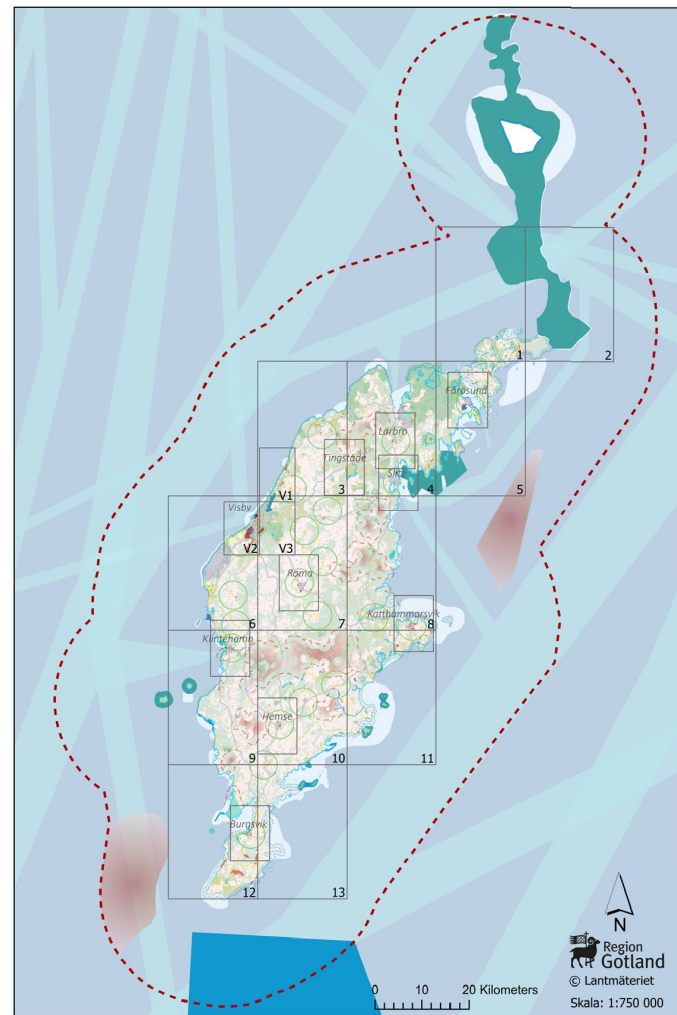 1
2
Fårösund
Lärbro
Tingstäde
Slite
V1
3
4
5
Visby
V2
V3
Roma
Katthammarsvik
6
7
8
Klintehamn
Hemse
9
10
11
Burgsvik
12
13
N
Region
Gotland
© Lantmäteriet
0 10 20 Kilometers
Skala: 1:750 000